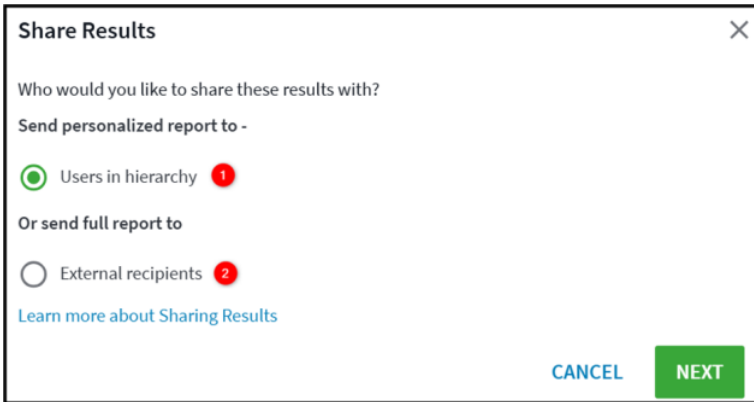 Share Results
Who would you like to share these results with?
Send personalized report to -
Users in hierarchy 1
Or send full report to
External recipients 2
Learn more about Sharing Results
CANCEL NEXT